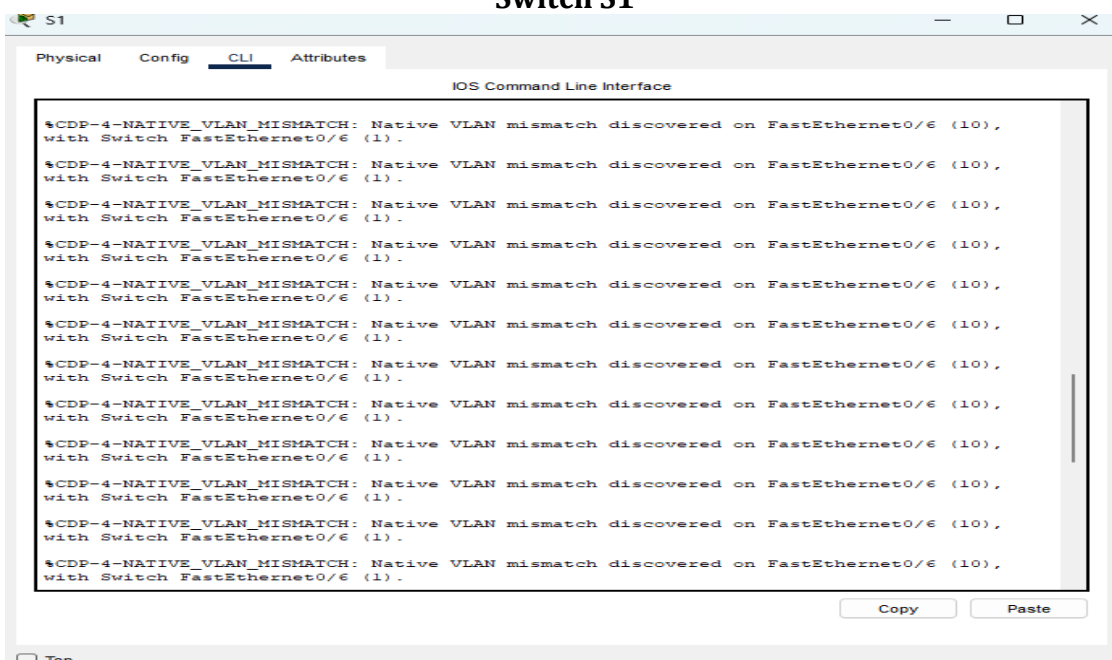 Switch S1
S1
Physical Config CLI Attributes
IOS Command Line Interface
%CDP-4-NATIVE_VLAN_MISMATCH: Native VLAN mismatch discovered on FastEthernet0/6 (10),
with Switch FastEthernet0/6 (1).
%CDP-4-NATIVE_VLAN_MISMATCH: Native VLAN mismatch discovered on FastEthernet0/6 (10),
with Switch FastEthernet0/6 (1).
%CDP-4-NATIVE_VLAN_MISMATCH: Native VLAN mismatch discovered on FastEthernet0/6 (10),
with Switch FastEthernet0/6 (1).
%CDP-4-NATIVE_VLAN_MISMATCH: Native VLAN mismatch discovered on FastEthernet0/6 (10),
with Switch FastEthernet0/6 (1).
%CDP-4-NATIVE_VLAN_MISMATCH: Native VLAN mismatch discovered on FastEthernet0/6 (10),
with Switch FastEthernet0/6 (1).
%CDP-4-NATIVE_VLAN_MISMATCH: Native VLAN mismatch discovered on FastEthernet0/6 (10),
with Switch FastEthernet0/6 (1).
%CDP-4-NATIVE_VLAN_MISMATCH: Native VLAN mismatch discovered on FastEthernet0/6 (10),
with Switch FastEthernet0/6 (1).
%CDP-4-NATIVE_VLAN_MISMATCH: Native VLAN mismatch discovered on FastEthernet0/6 (10),
with Switch FastEthernet0/6 (1).
%CDP-4-NATIVE_VLAN_MISMATCH: Native VLAN mismatch discovered on FastEthernet0/6 (10),
with Switch FastEthernet0/6 (1).
%CDP-4-NATIVE_VLAN_MISMATCH: Native VLAN mismatch discovered on FastEthernet0/6 (10),
with Switch FastEthernet0/6 (1).
%CDP-4-NATIVE_VLAN_MISMATCH: Native VLAN mismatch discovered on FastEthernet0/6 (10),
with Switch FastEthernet0/6 (1).
%CDP-4-NATIVE_VLAN_MISMATCH: Native VLAN mismatch discovered on FastEthernet0/6 (10),
with Switch FastEthernet0/6 (1).
Copy Paste
Top